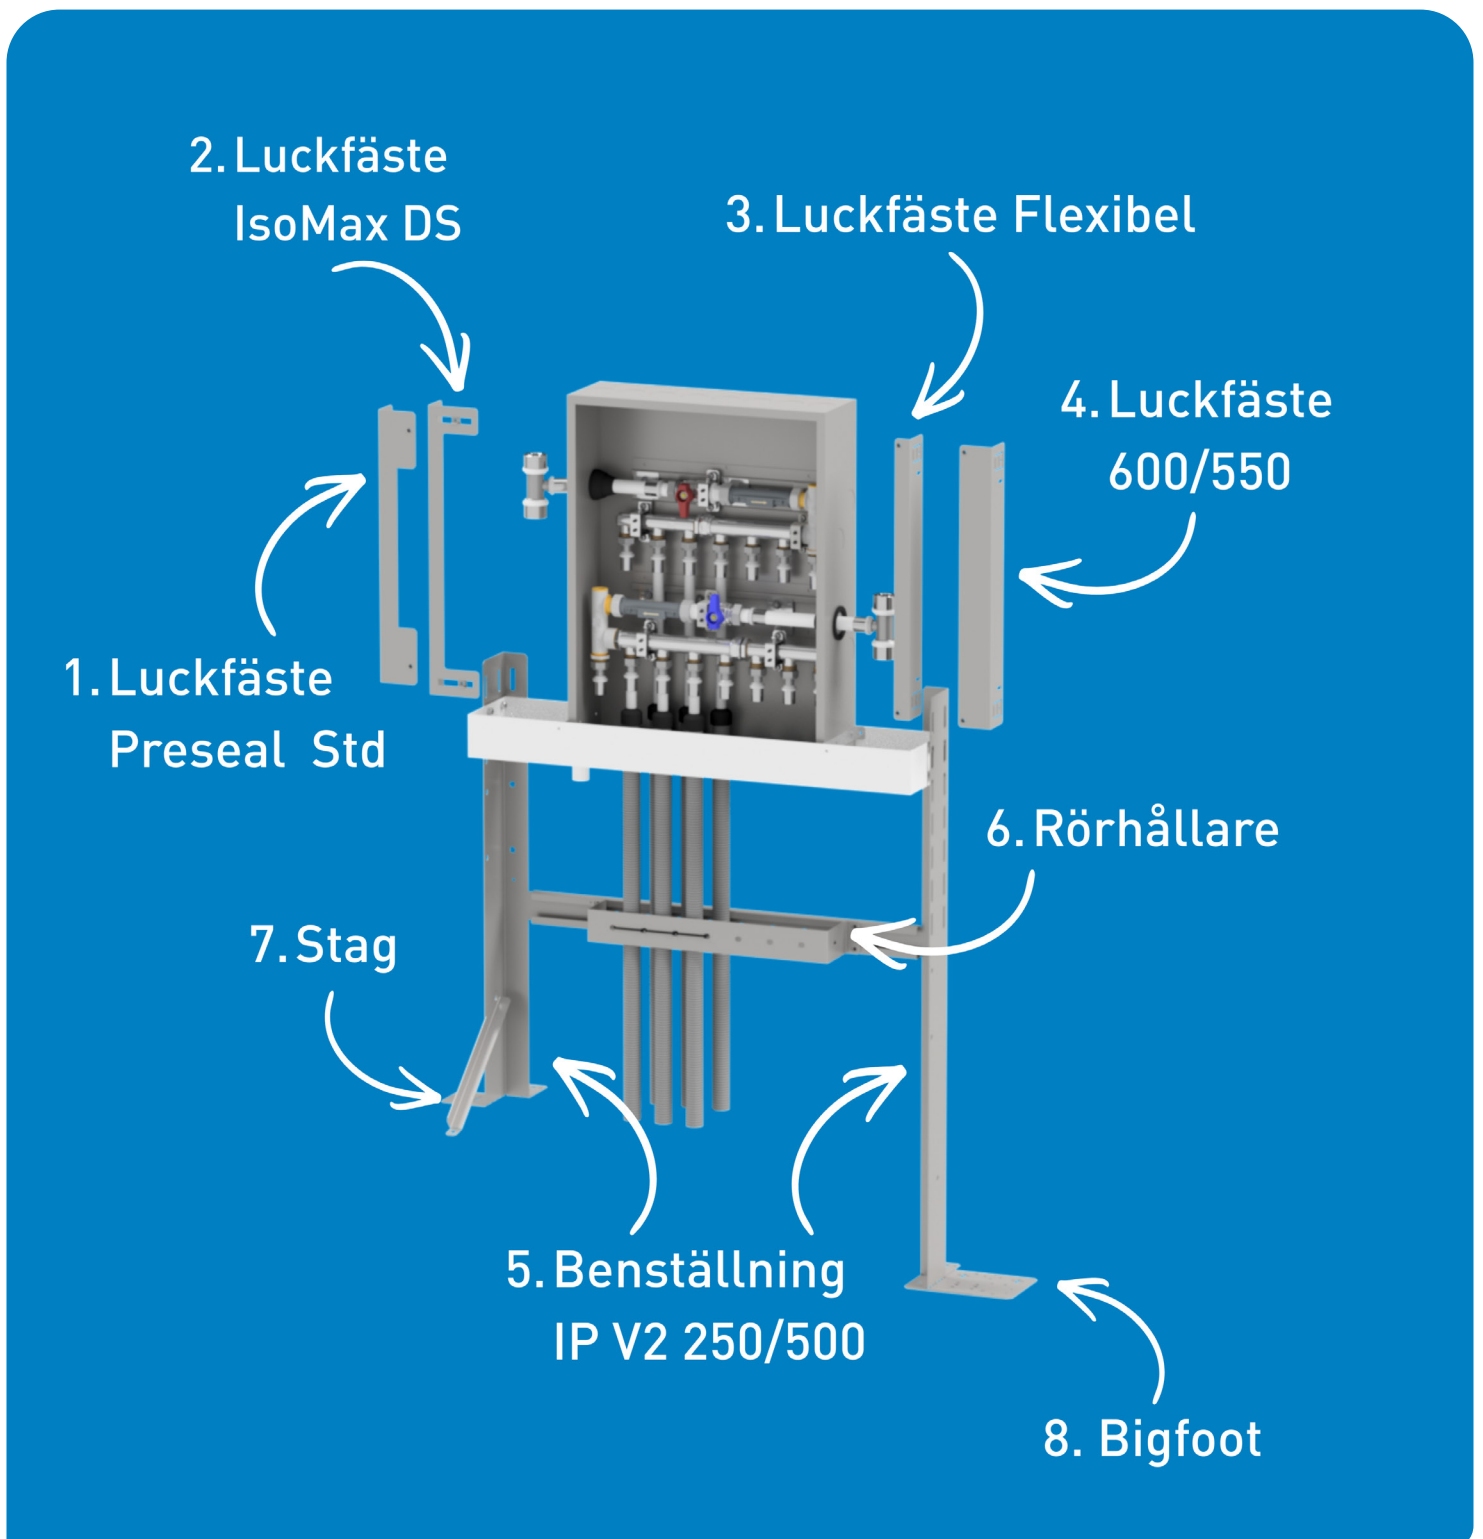 2. Luckfäste
IsoMax DS
3. Luckfäste Flexibel
4. Luckfäste
600/550
1. Luckfäste
Preseal Std
6. Rörhållare
7. Stag
5. Benställning
IP V2 250/500
8. Bigfoot